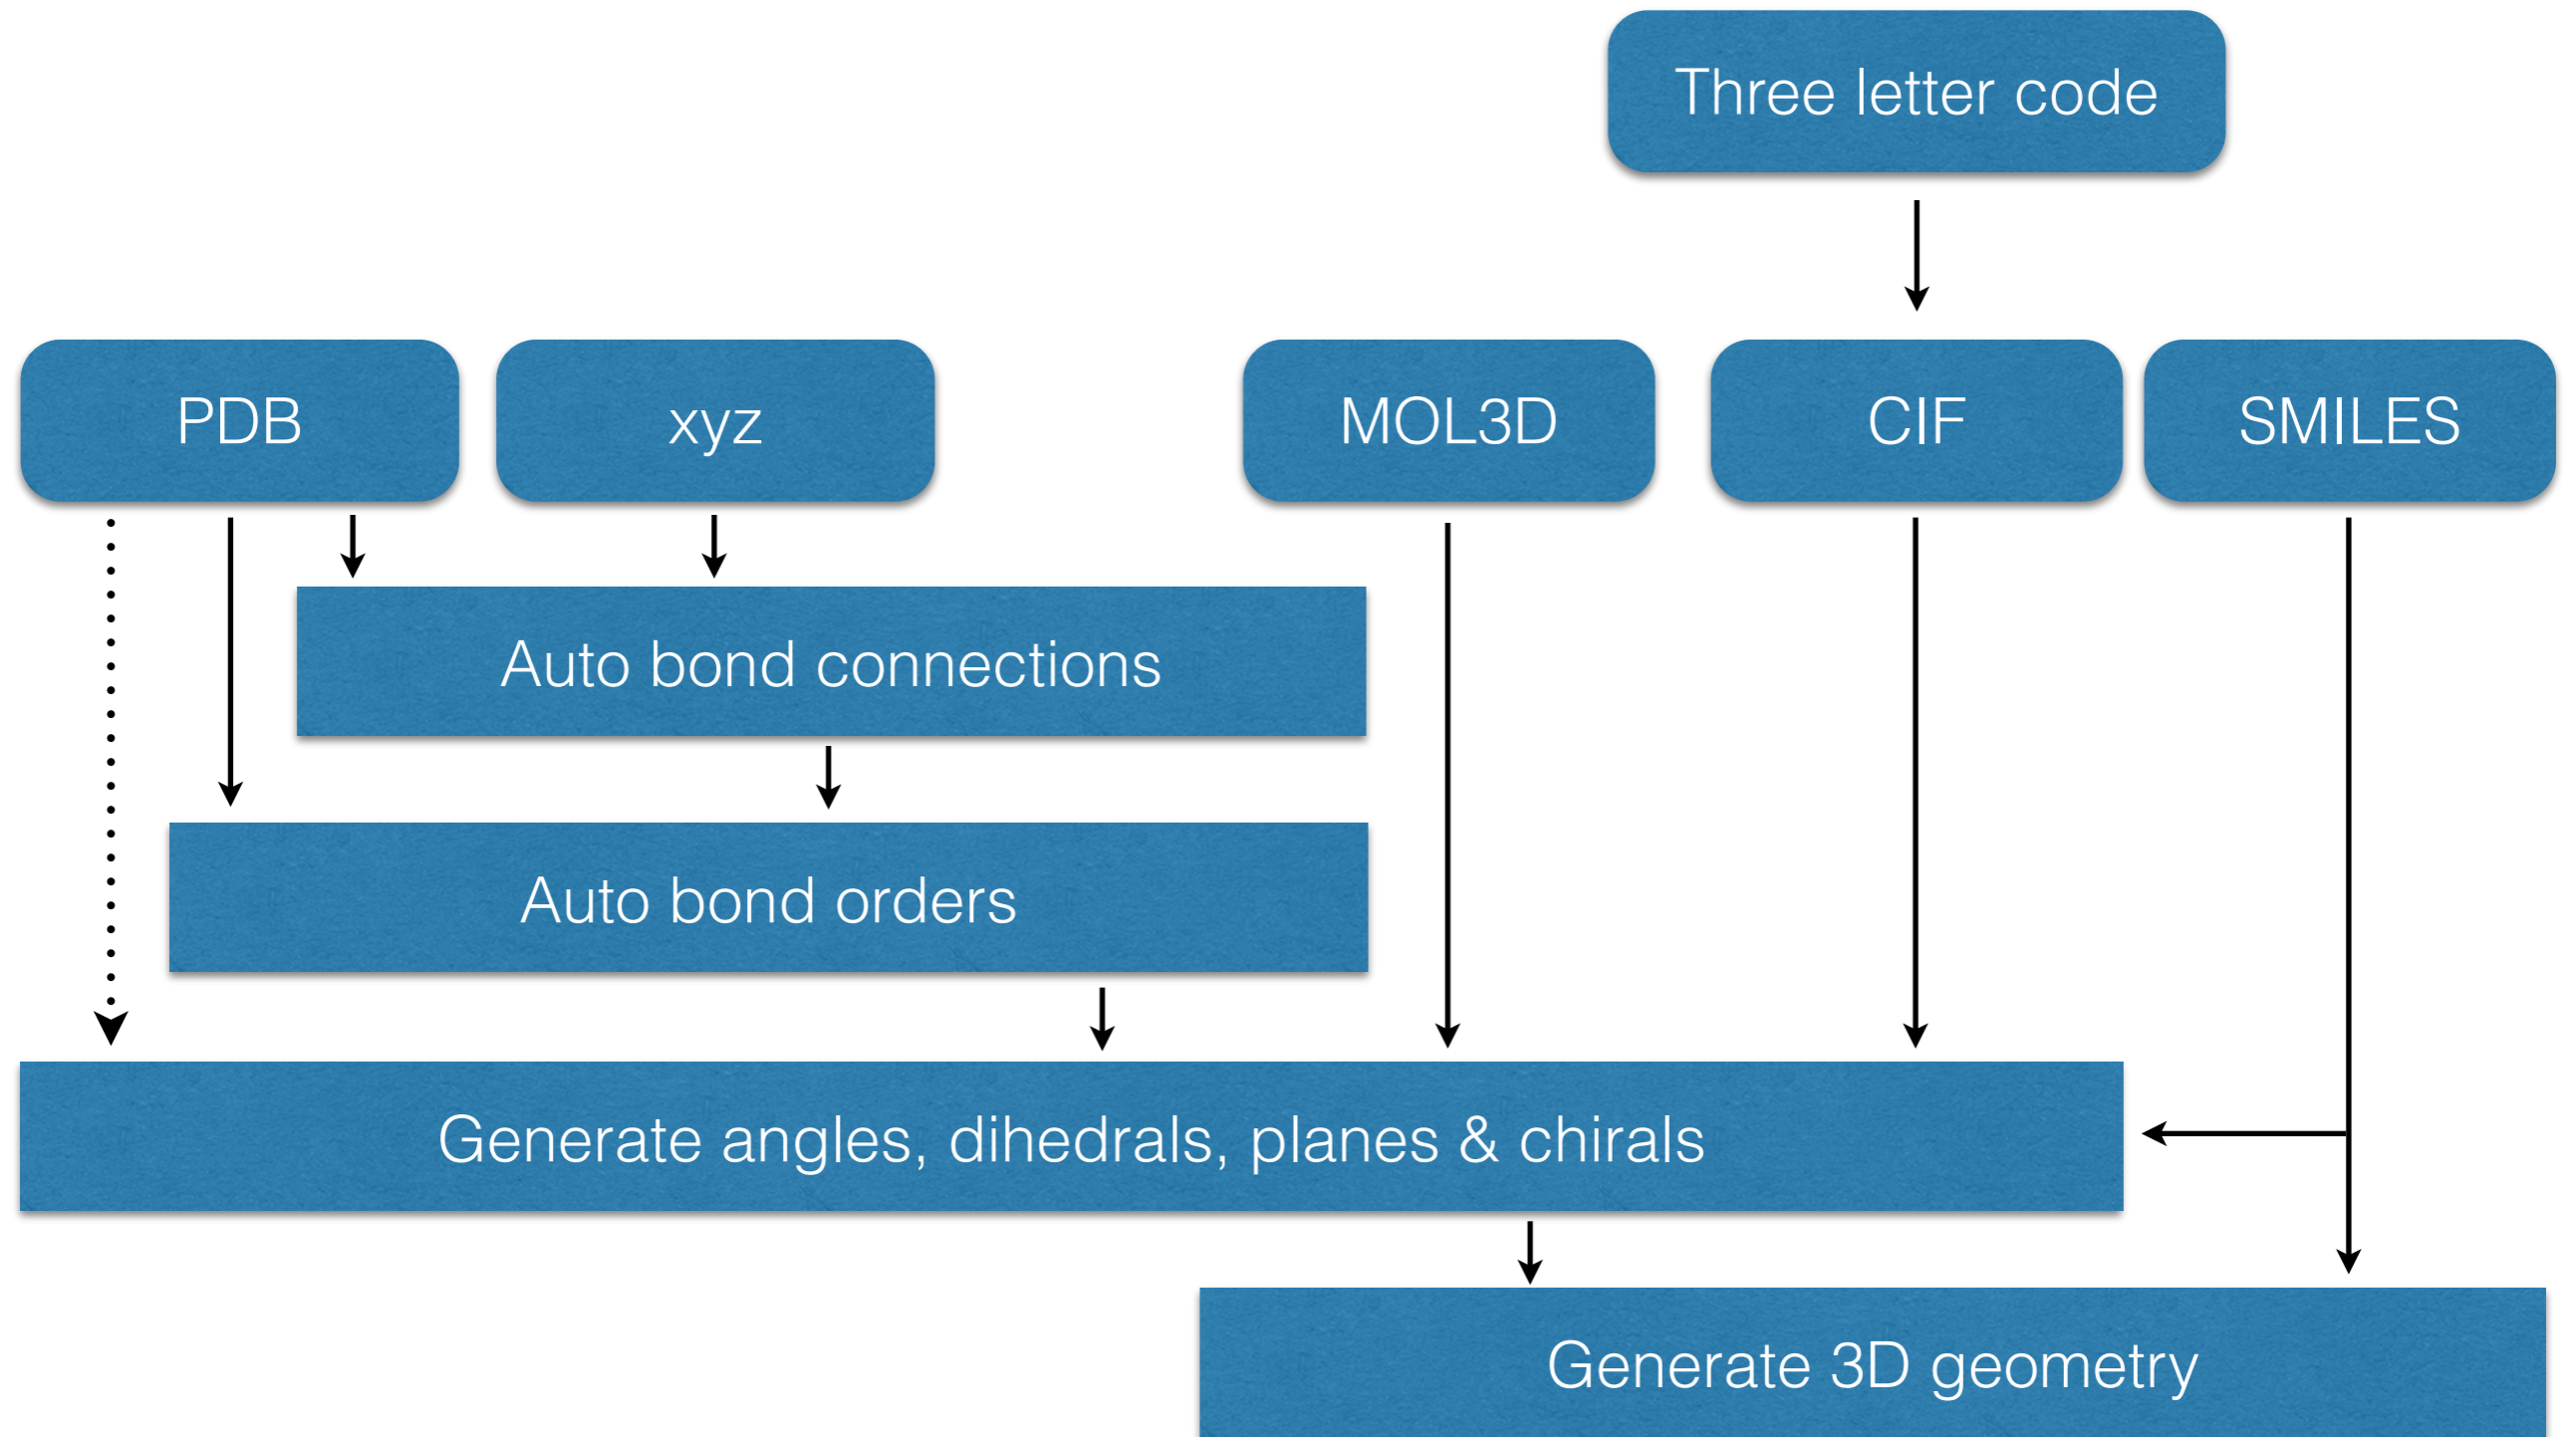 Three letter code
PDB
xyz
MOL3D
CIF
SMILES
Auto bond connections
Auto bond orders
Generate angles, dihedrals, planes & chirals
Generate 3D geometry